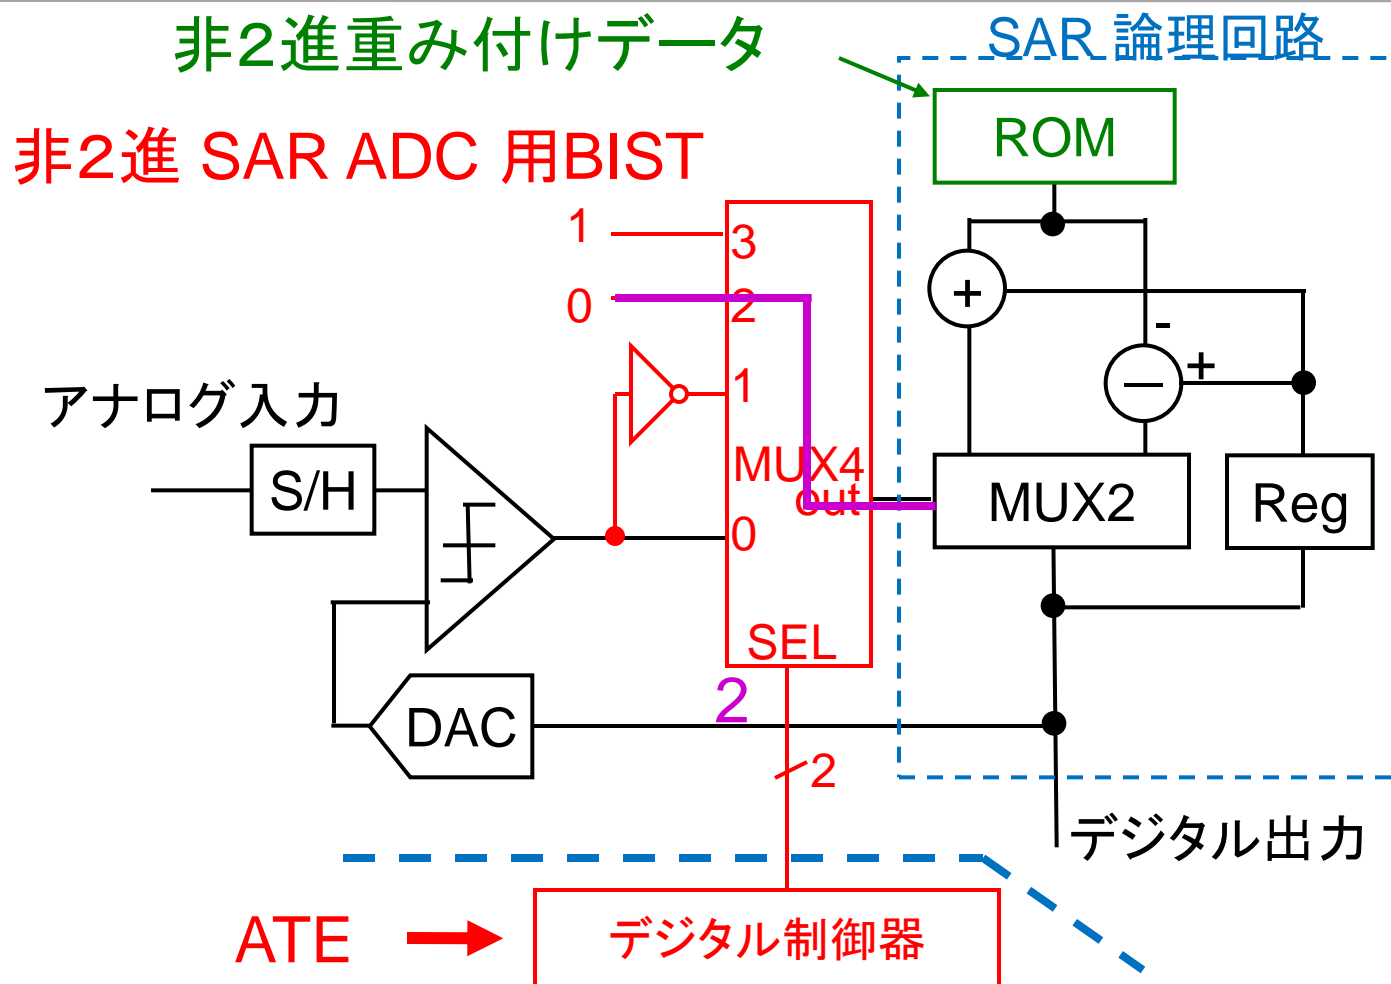 非2進重み付けデータ
SAR 論理回路
ROM
非2進 SAR ADC 用BIST
1
3
0
2
+
-
+
−
1
アナログ入力
S/H
MUX4
out
MUX2
Reg
0
SEL
2
DAC
2
デジタル出力
ATE
デジタル制御器